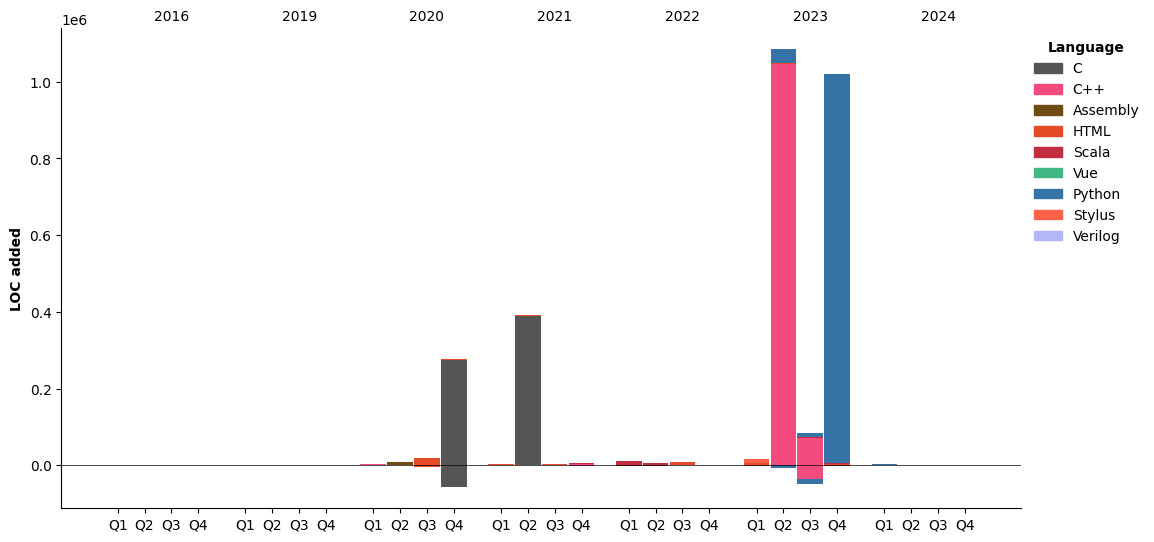 1e6
2016 2019 2020 2021 2022 2023 2024
LOC added
1.0
0.8
0.6
0.4
0.2
0.0
Q1 Q2 Q3 Q4 Q1 Q2 Q3 Q4 Q1 Q2 Q3 Q4 Q1 Q2 Q3 Q4 Q1 Q2 Q3 Q4 Q1 Q2 Q3 Q4 Q1 Q2 Q3 Q4
Language
C
C++
Assembly
HTML
Scala
Vue
Python
Stylus
Verilog